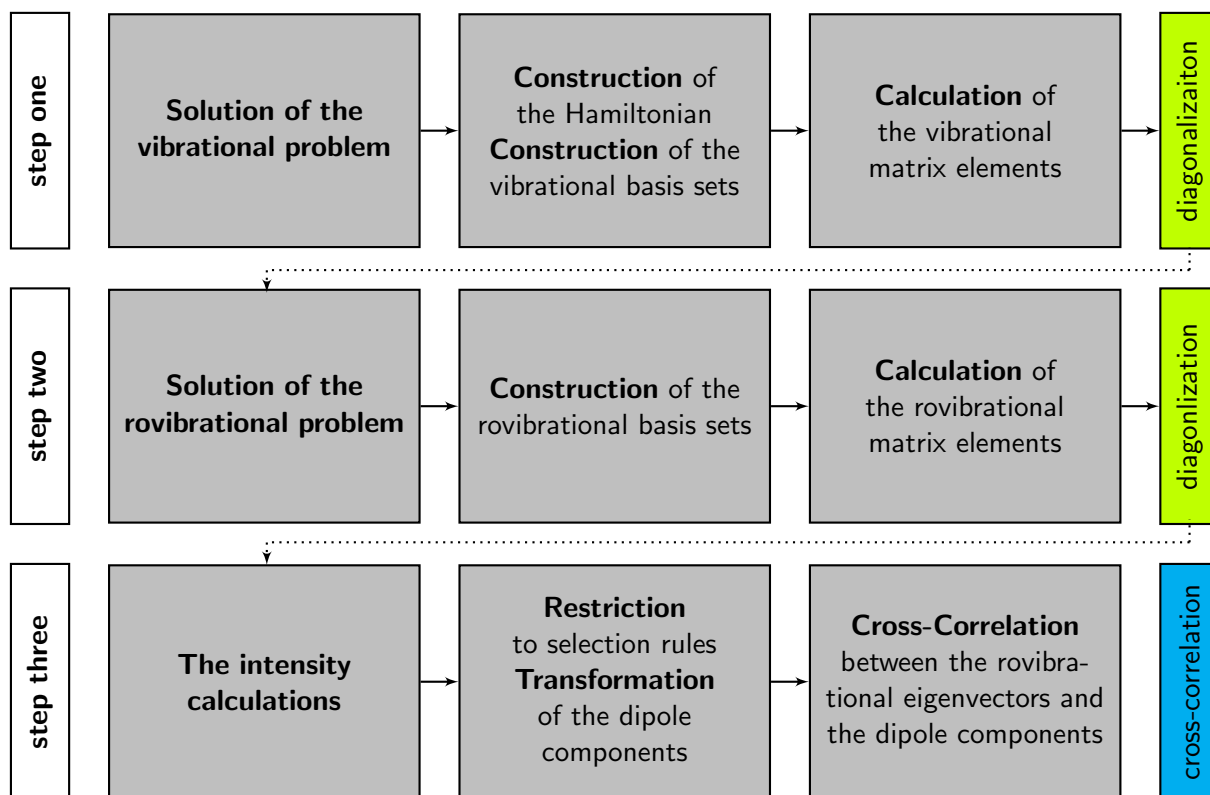 step one
Solution of the
vibrational problem
Construction of
the Hamiltonian
Construction of the
vibrational basis sets
Calculation of
the vibrational
matrix elements
diagonalizaiton
step two
Solution of the
rovibrational problem
Construction of the
rovibrational basis sets
Calculation of
the rovibrational
matrix elements
diagonlization
step three
The intensity
calculations
Restriction
to selection rules
Transformation
of the dipole
components
Cross-Correlation
between the rovibra-
tional eigenvectors and
the dipole components
cross-correlation